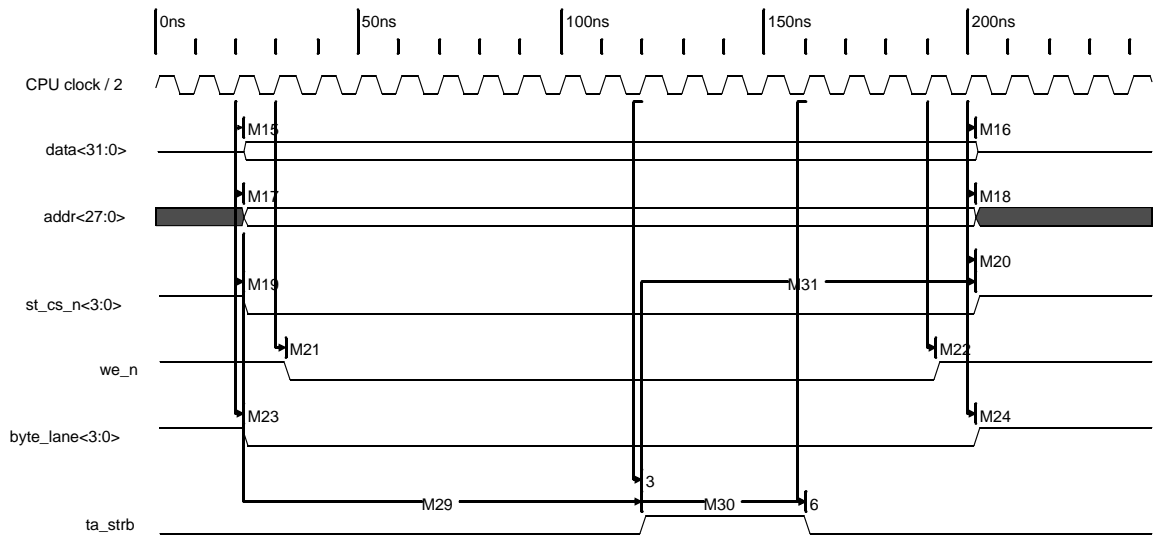 0ns 50ns 100ns 150ns 200ns
CPU clock / 2
M15 M16
data<31:0>
M17 M18
addr<27:0>
M20
M19 M31
st_cs_n<3:0>
M21 M22
we_n
M23 M24
byte_lane<3:0>
3
M29 M30 6
ta_strb